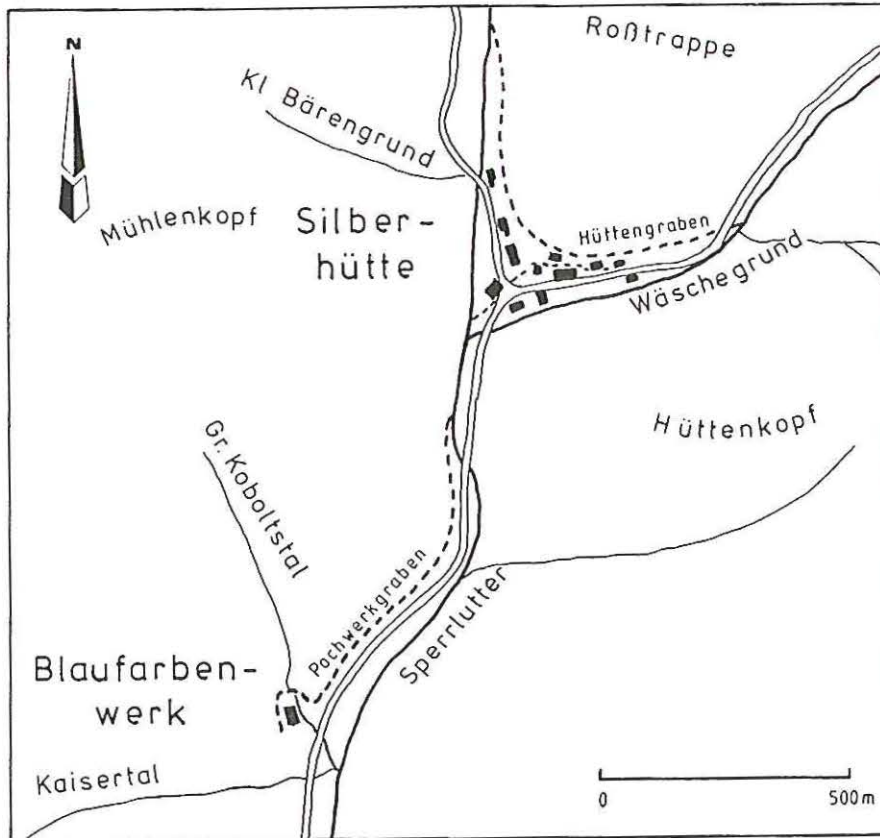 N
Roßtrappe
Kl Bärengrund
Mühlenkopf
Silber-
hütte
Hüttengraben
Wäschegrund
Hüttenkopf
Gr. Koboltstal
Pochwerkgraben
Sperrlutter
Blaufarben-
werk
Kaisertal
0
500m